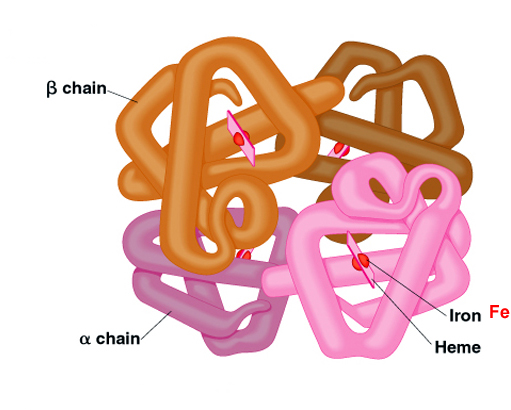 β chain
Iron Fe
α chain
Heme